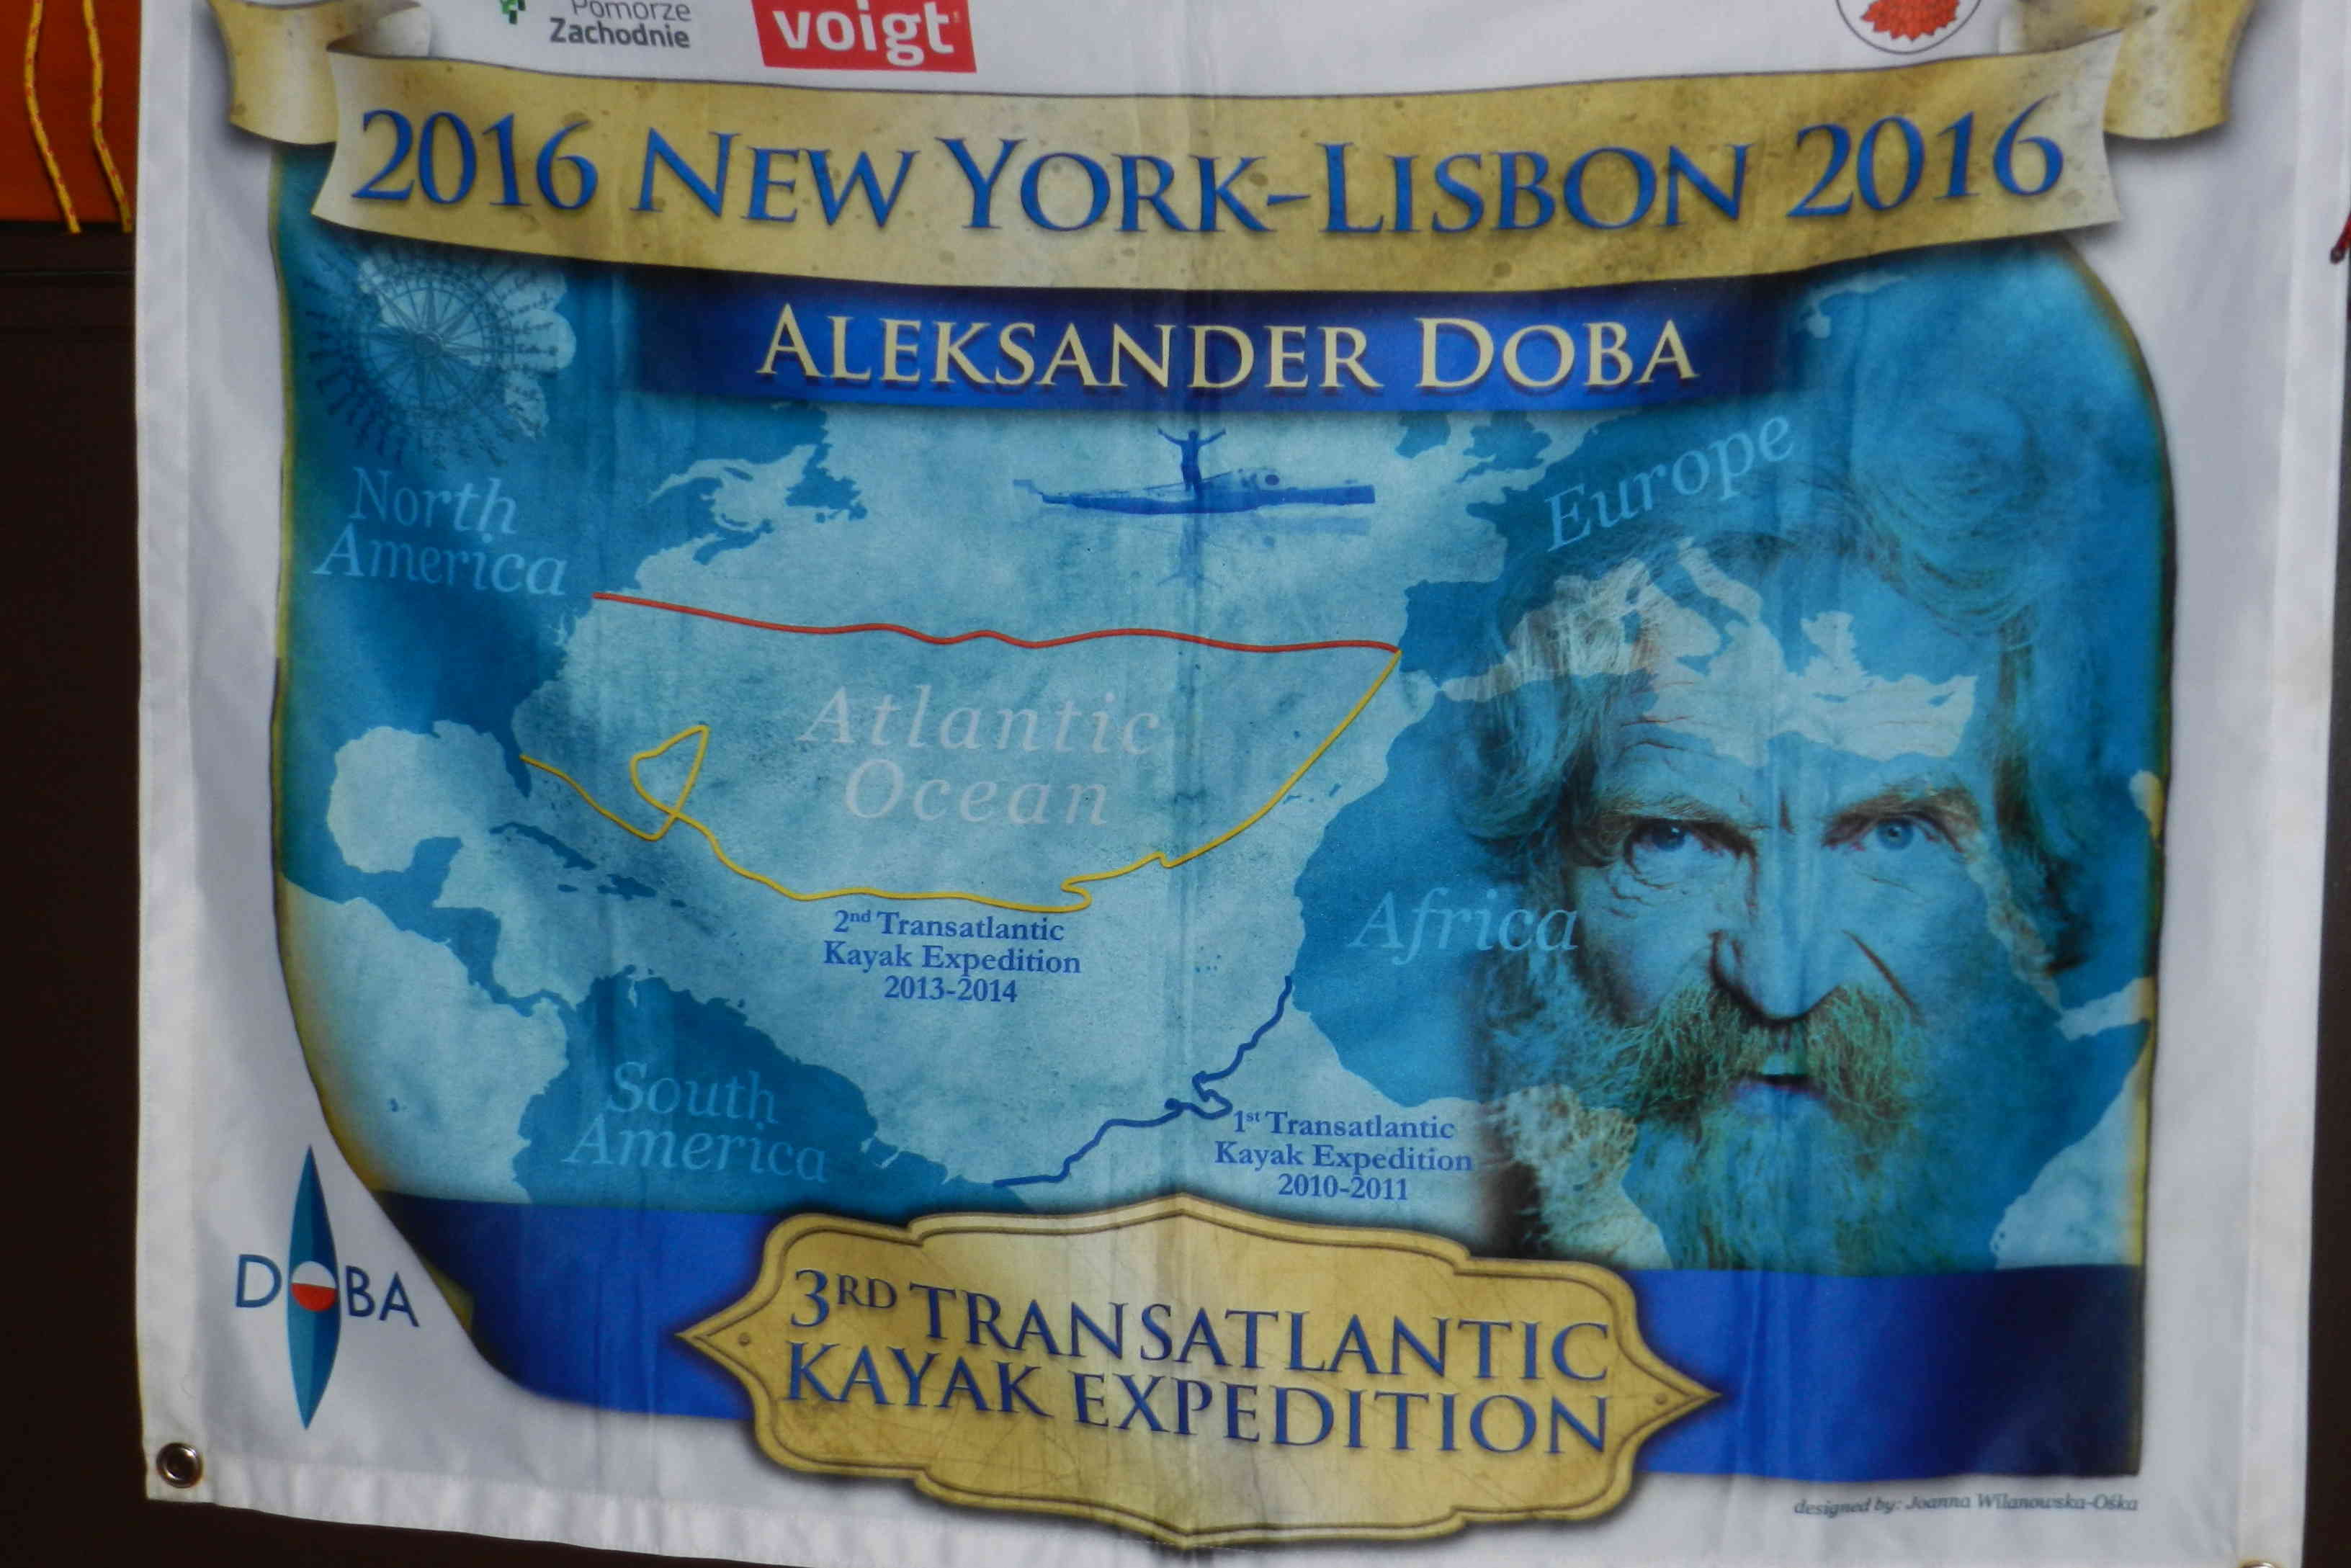 Pomorze
Zachodnie
voigt
2016 NEW YORK-LISBON 2016
ALEKSANDER DOBA
North
America
Europe
Atlantic
Ocean
Africa
2nd Transatlantic
Kayak Expedition
2013-2014
South
America
1st Transatlantic
Kayak Expedition
2010-2011
DOBA
3RD TRANSATLANTIC
KAYAK EXPEDITION
designed by: Joanna Wilanowska-Ośka